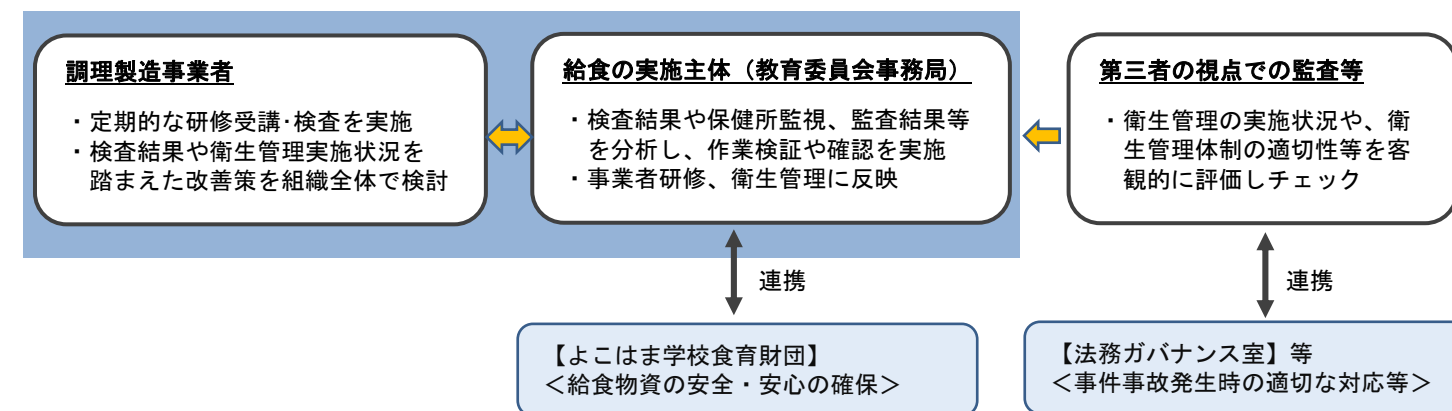 調理製造事業者
・定期的な研修受講･検査を実施
・検査結果や衛生管理実施状況を
踏まえた改善策を組織全体で検討
給食の実施主体（教育委員会事務局）
・検査結果や保健所監視、監査結果等
を分析し、作業検証や確認を実施
・事業者研修、衛生管理に反映
第三者の視点での監査等
・衛生管理の実施状況や、衛
生管理体制の適切性等を客
観的に評価しチェック
連携
連携
【よこはま学校食育財団】
＜給食物資の安全・安心の確保＞
【法務ガバナンス室】等
＜事件事故発生時の適切な対応等＞